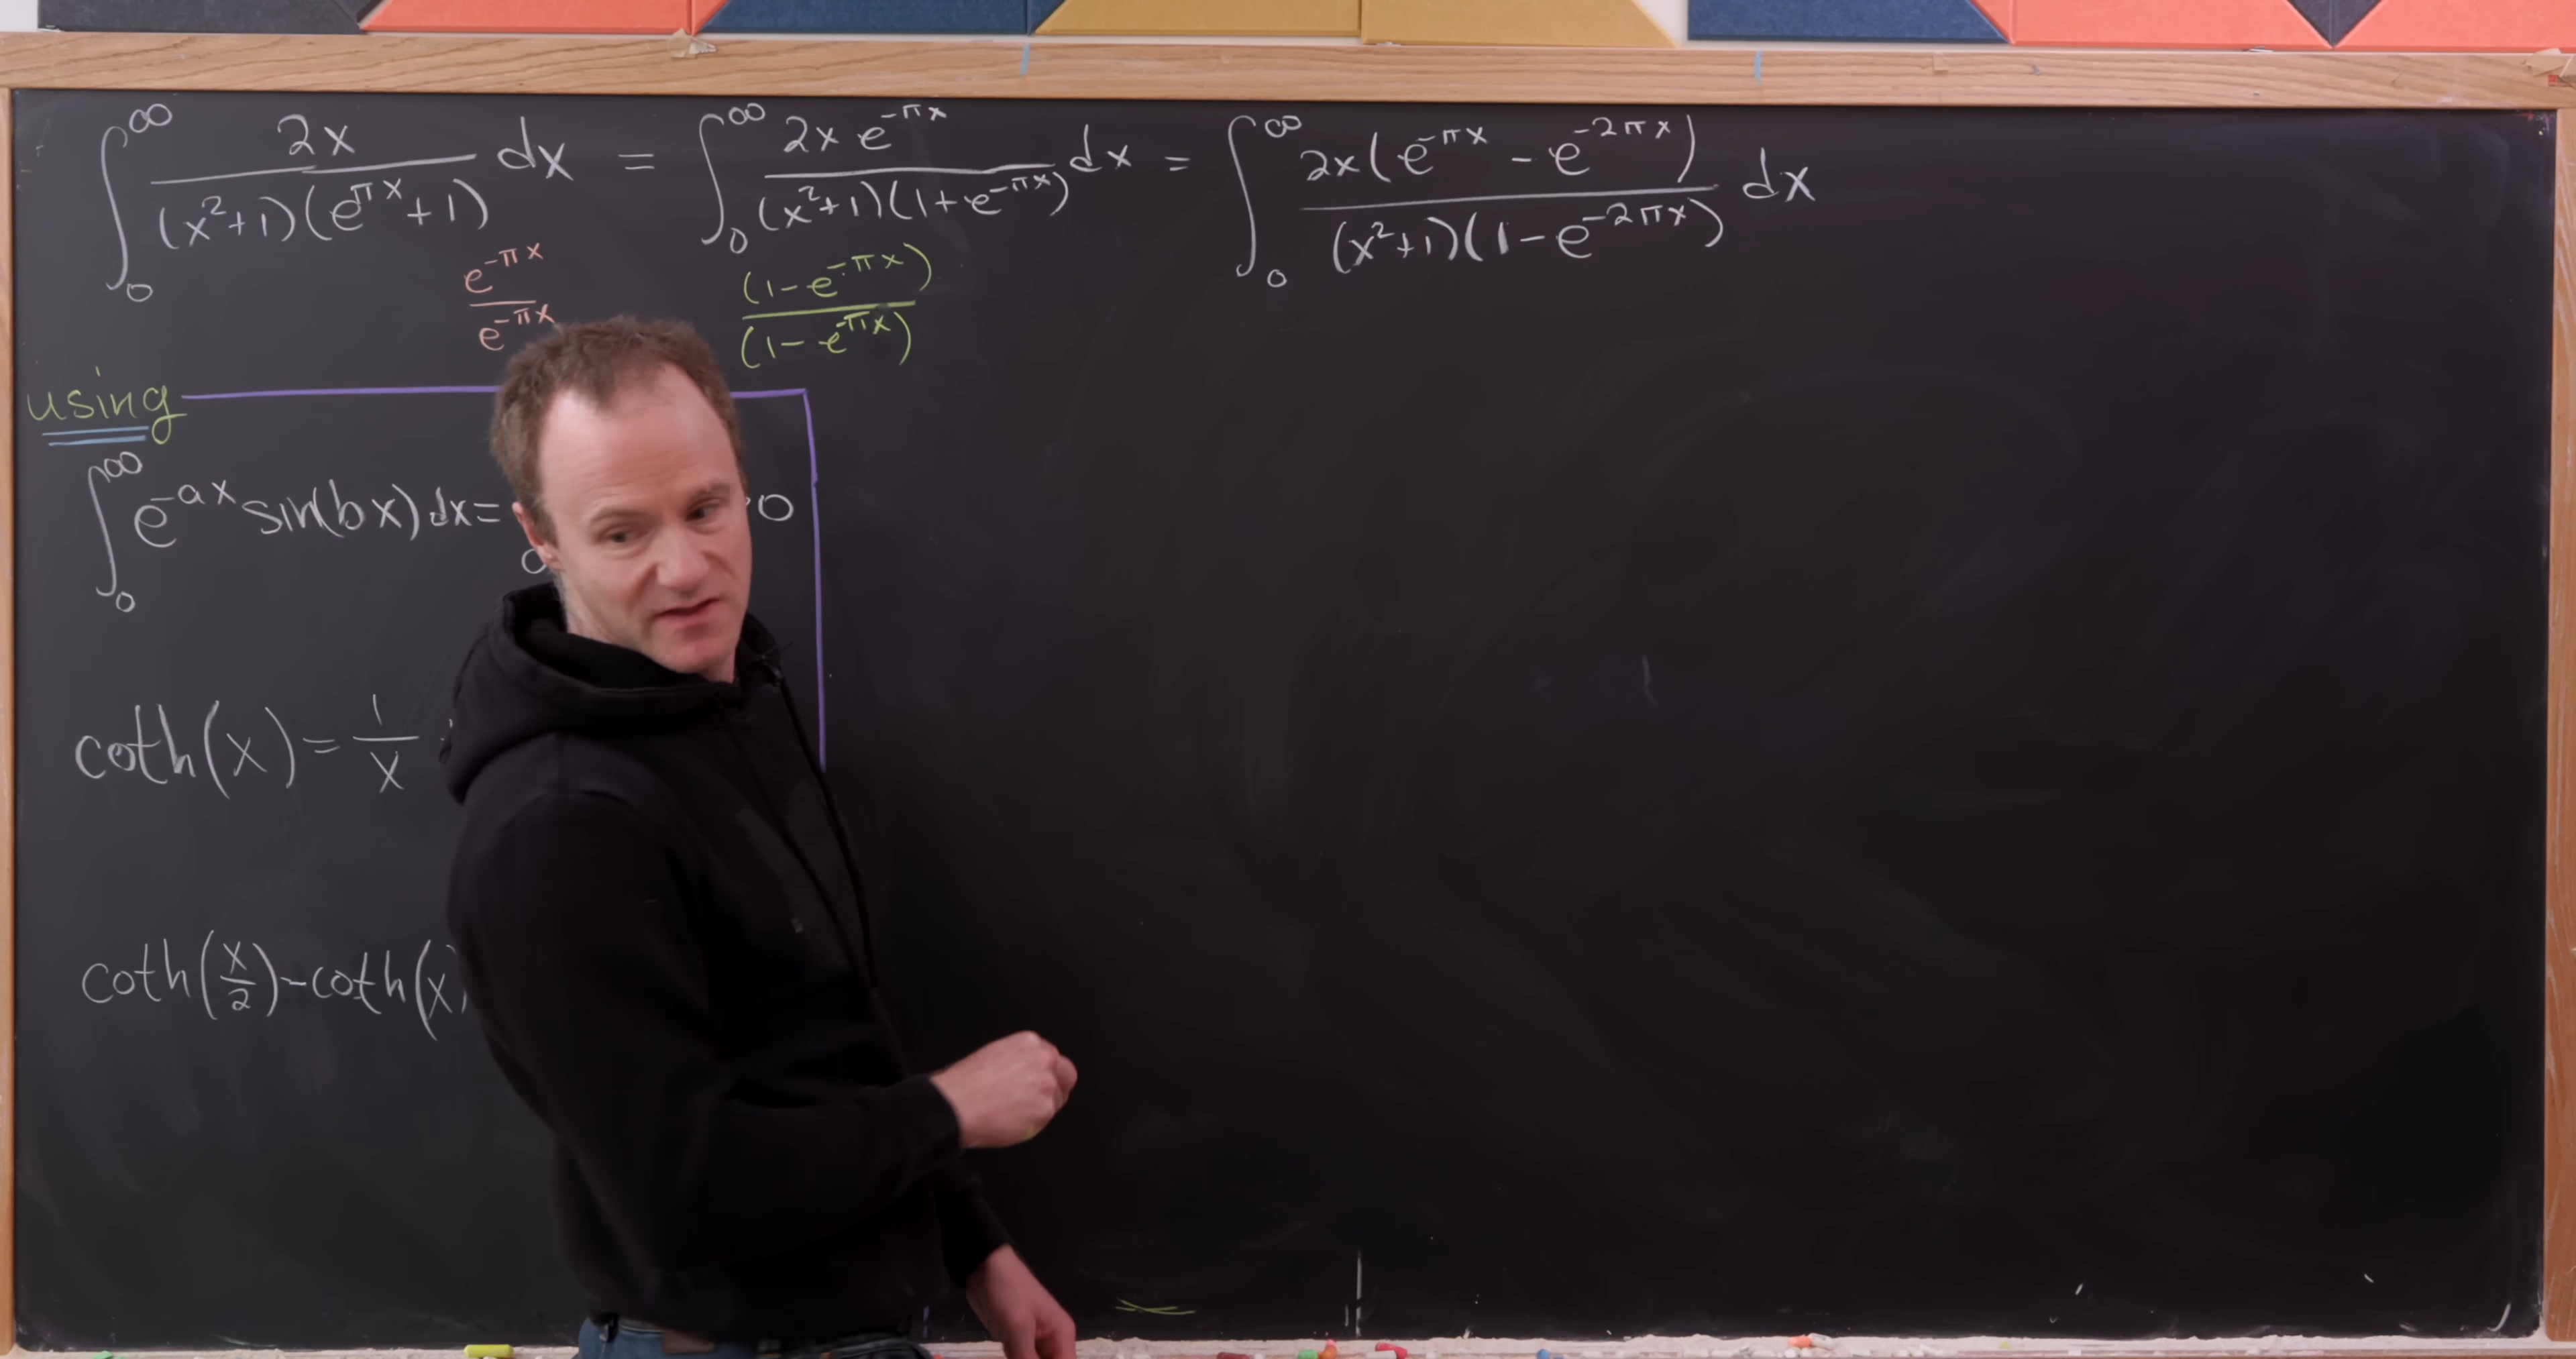 ∫₀^∞ 2x / ((x²+1)(e^{πx}+1)) dx = ∫₀^∞ 2x e^{-πx} / ((x²+1)(1+e^{-πx})) dx = ∫₀^∞ 2x(e^{-πx} - e^{-2πx}) / ((x²+1)(1-e^{-2πx})) dx
e^{-πx} / e^{-πx} (1-e^{-πx}) / (1-e^{-πx})
using
∫₀^∞ e^{-ax} sin(bx) dx = 0
coth(x) = 1/x
coth(x/2) - coth(x)